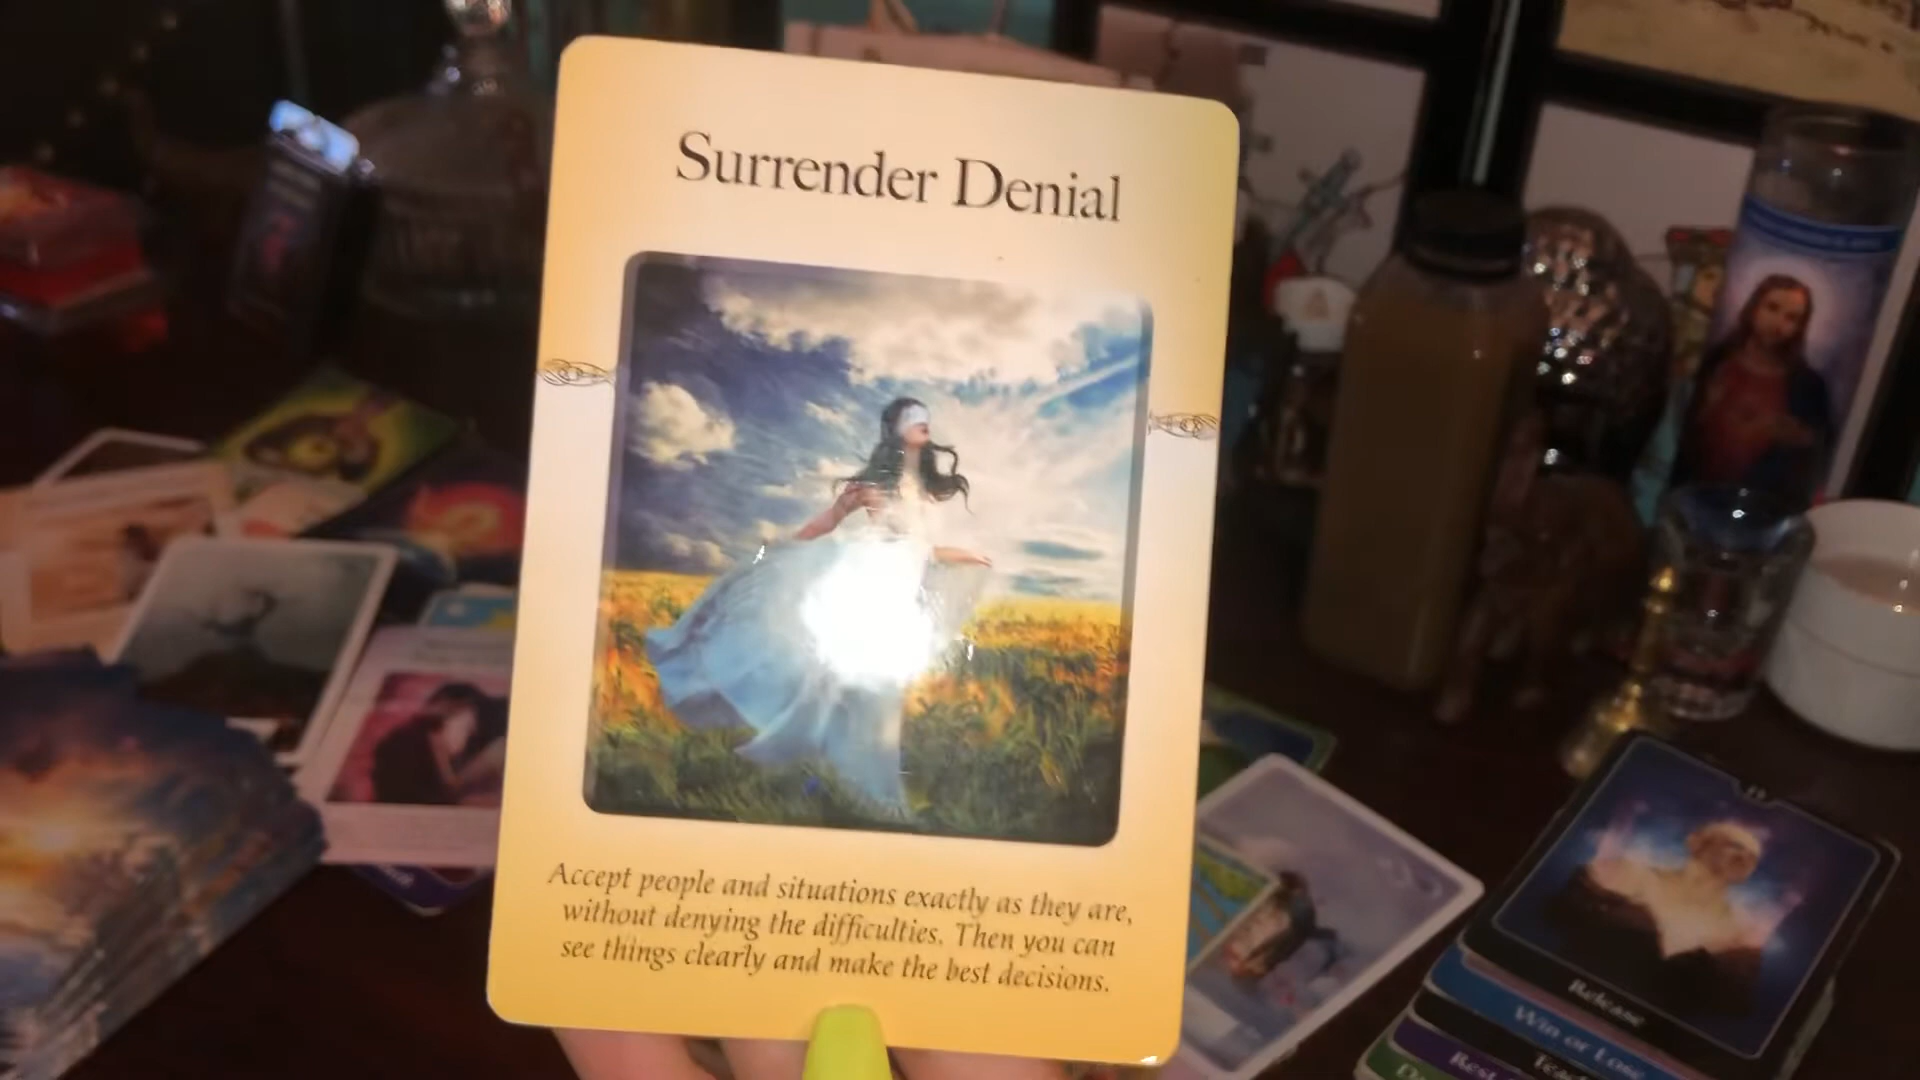 Surrender Denial
Accept people and situations exactly as they are,
without denying the difficulties. Then you can
see things clearly and make the best decisions.
Release
Win or Lose